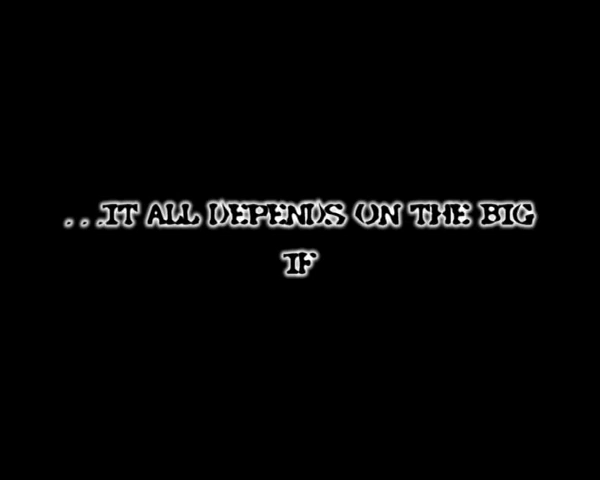 . . .IT ALL DEPENDS ON THE BIG
IF